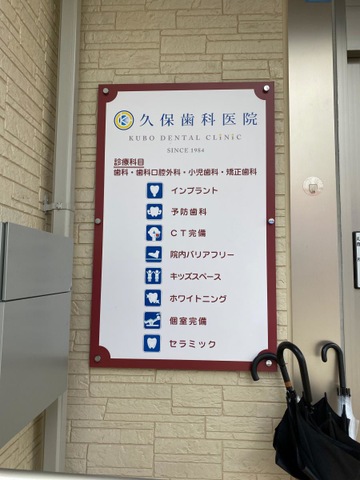 久保歯科医院
KUBO DENTAL CLiNiC
SINCE 1984
診療科目
歯科・歯科口腔外科・小児歯科・矯正歯科
インプラント
予防歯科
CT完備
院内バリアフリー
キッズスペース
ホワイトニング
個室完備
セラミック